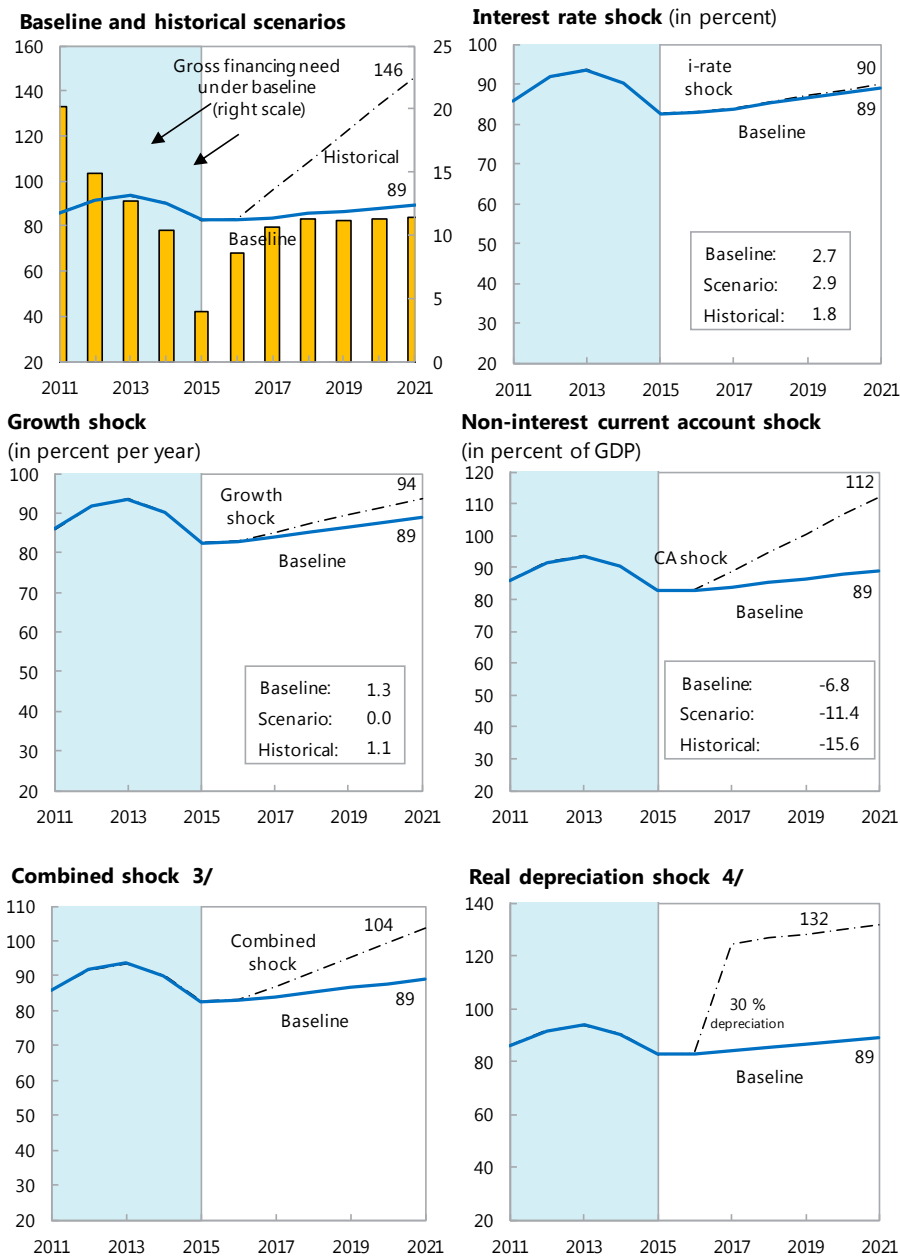 Baseline and historical scenarios
160
140
120
100
80
60
40
20
25
20
15
10
5
0
Gross financing need
under baseline
(right scale)
146
Historical
89
Baseline
2011 2013 2015 2017 2019 2021
Interest rate shock (in percent)
100
90
80
70
60
50
40
30
20
i-rate
shock
90
89
Baseline
Baseline: 2.7
Scenario: 2.9
Historical: 1.8
2011 2013 2015 2017 2019 2021
Growth shock
(in percent per year)
100
90
80
70
60
50
40
30
20
Growth
shock
94
89
Baseline
Baseline: 1.3
Scenario: 0.0
Historical: 1.1
2011 2013 2015 2017 2019 2021
Non-interest current account shock
(in percent of GDP)
120
110
100
90
80
70
60
50
40
30
20
112
CA shock
89
Baseline
Baseline: -6.8
Scenario: -11.4
Historical: -15.6
2011 2013 2015 2017 2019 2021
Combined shock 3/
110
100
90
80
70
60
50
40
30
20
Combined
shock
104
89
Baseline
2011 2013 2015 2017 2019 2021
Real depreciation shock 4/
140
120
100
80
60
40
20
132
30 %
depreciation
89
Baseline
2011 2013 2015 2017 2019 2021